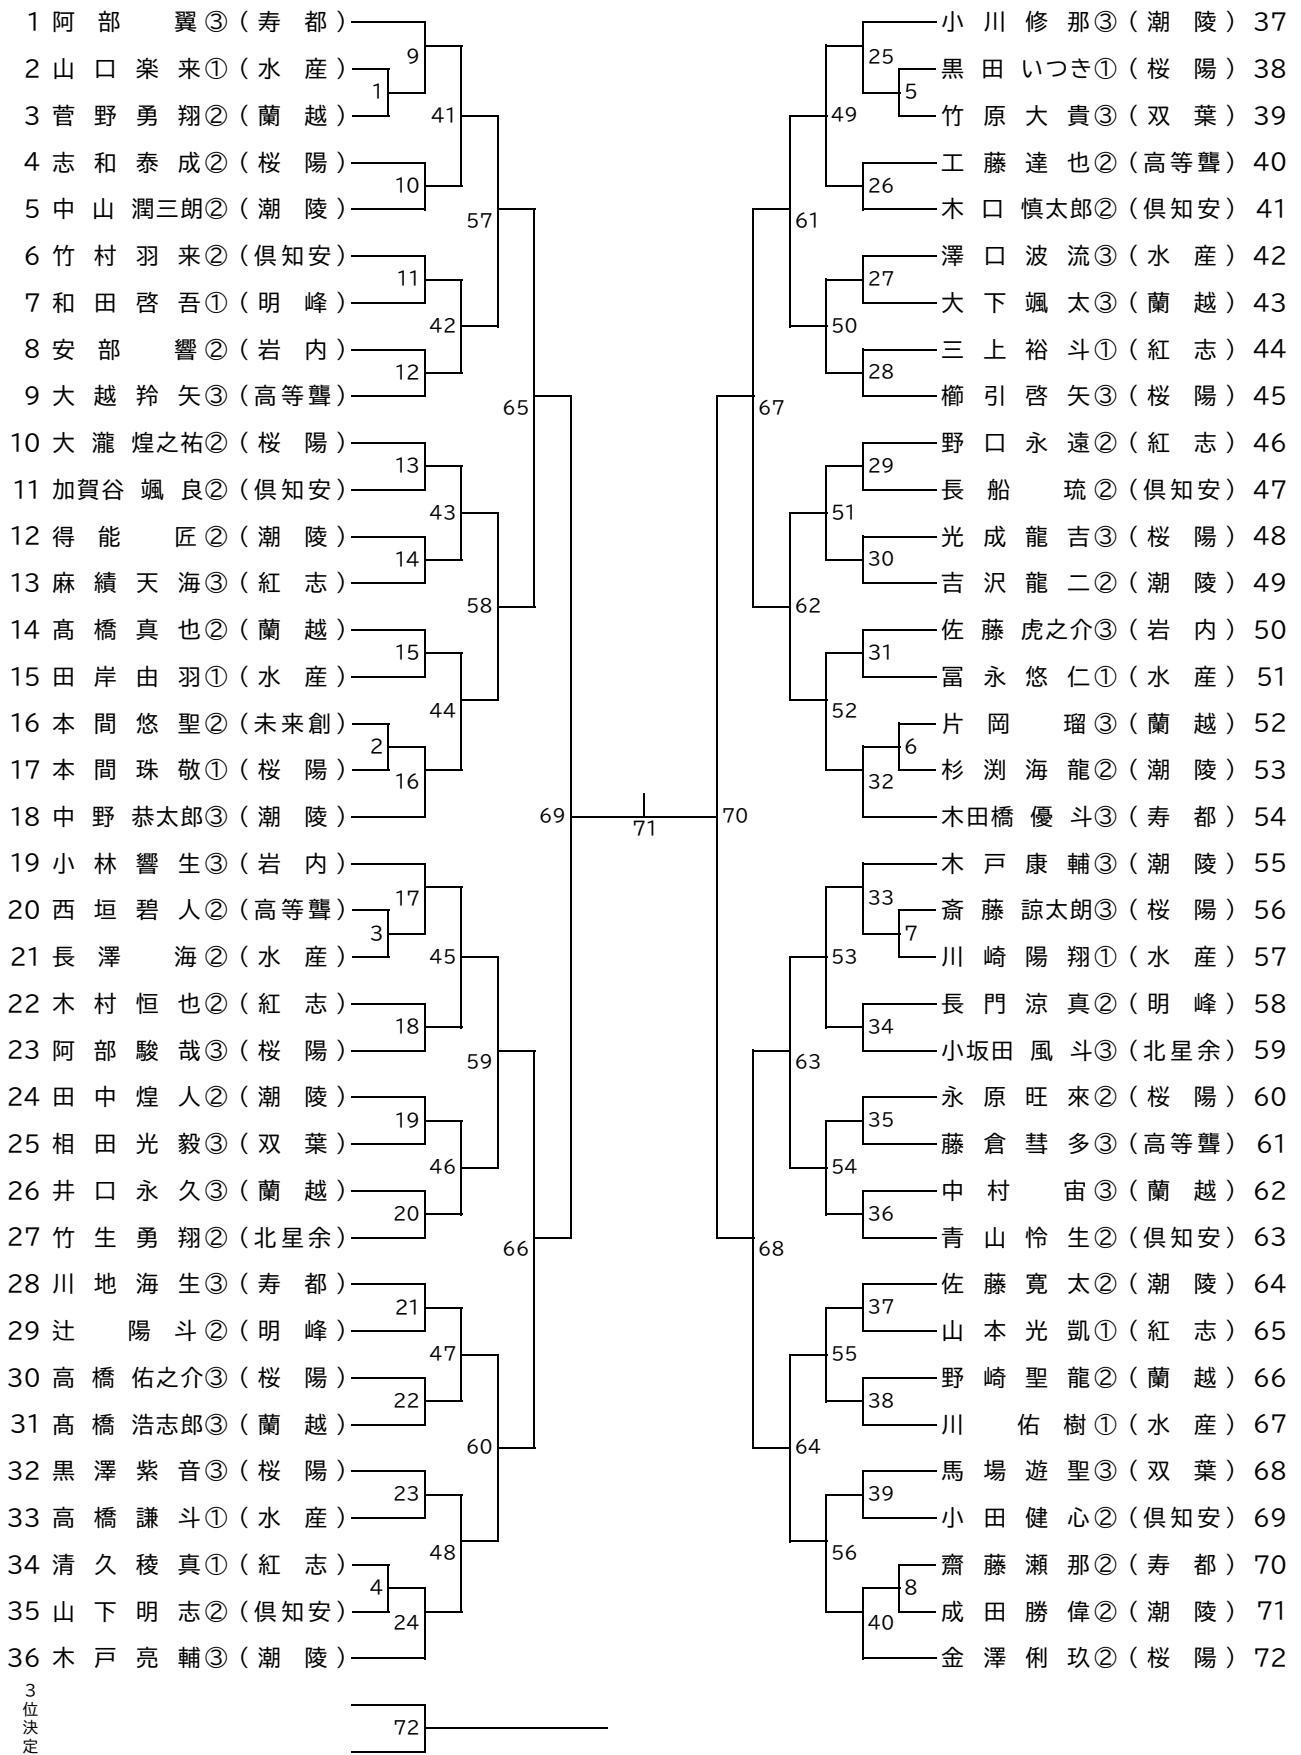 1 阿部 翼③(寿都)
2 山口楽来①(水産)
3 菅野勇翔②(蘭越)
4 志和泰成②(桜陽)
5 中山潤三朗②(潮陵)
6 竹村羽来②(倶知安)
7 和田啓吾①(明峰)
8 安部 響②(岩内)
9 大越羚矢③(高等聾)
10 大瀧煌之祐②(桜陽)
11 加賀谷颯良②(倶知安)
12 得能 匠②(潮陵)
13 麻績天海③(紅志)
14 髙橋真也②(蘭越)
15 田岸由羽①(水産)
16 本間悠聖②(未来創)
17 本間珠敬①(桜陽)
18 中野恭太郎③(潮陵)
19 小林響生③(岩内)
20 西垣碧人②(高等聾)
21 長澤 海②(水産)
22 木村恒也②(紅志)
23 阿部駿哉③(桜陽)
24 田中煌人②(潮陵)
25 相田光毅③(双葉)
26 井口永久③(蘭越)
27 竹生勇翔②(北星余)
28 川地海生③(寿都)
29 辻 陽斗②(明峰)
30 高橋佑之介③(桜陽)
31 髙橋浩志郎③(蘭越)
32 黒澤紫音③(桜陽)
33 高橋謙斗①(水産)
34 清久稜真①(紅志)
35 山下明志②(倶知安)
36 木戸亮輔③(潮陵)
1
2
3
4
9
10
11
12
13
14
15
16
17
18
19
20
21
22
23
24
41
42
43
44
45
46
47
48
57
58
59
60
65
66
69
71
70
67
68
61
62
63
64
49
50
51
52
53
54
55
56
25
26
27
28
29
30
31
32
33
34
35
36
37
38
39
40
5
6
7
8
小川修那③(潮陵) 37
黒田いつき①(桜陽) 38
竹原大貴③(双葉) 39
工藤達也②(高等聾) 40
木口慎太郎②(倶知安) 41
澤口波流③(水産) 42
大下颯太③(蘭越) 43
三上裕斗①(紅志) 44
櫛引啓矢③(桜陽) 45
野口永遠②(紅志) 46
長船 琉②(倶知安) 47
光成龍吉③(桜陽) 48
吉沢龍二②(潮陵) 49
佐藤虎之介③(岩内) 50
冨永悠仁①(水産) 51
片岡 瑠③(蘭越) 52
杉渕海龍②(潮陵) 53
木田橋優斗③(寿都) 54
木戸康輔③(潮陵) 55
斎藤諒太朗③(桜陽) 56
川崎陽翔①(水産) 57
長門涼真②(明峰) 58
小坂田風斗③(北星余) 59
永原旺來②(桜陽) 60
藤倉彗多③(高等聾) 61
中村 宙③(蘭越) 62
青山怜生②(倶知安) 63
佐藤寛太②(潮陵) 64
山本光凱①(紅志) 65
野崎聖龍②(蘭越) 66
川 佑樹①(水産) 67
馬場遊聖③(双葉) 68
小田健心②(倶知安) 69
齋藤瀬那②(寿都) 70
成田勝偉②(潮陵) 71
金澤俐玖②(桜陽) 72
3位決定
72